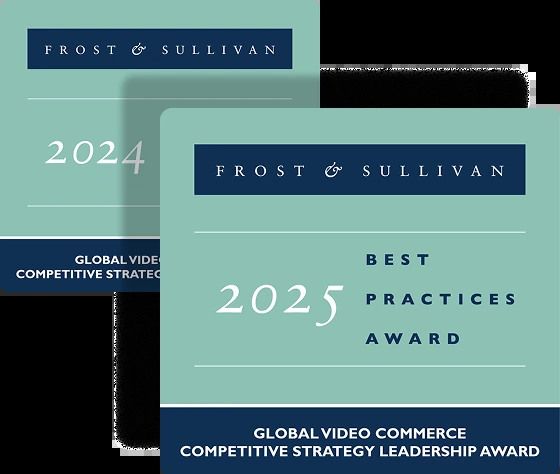 FROST & SULLIVAN
2024
GLOBAL VIDEO
COMPETITIVE
FROST & SULLIVAN
2025
BEST
PRACTICES
AWARD
GLOBAL VIDEO COMMERCE
COMPETITIVE STRATEGY LEADERSHIP AWARD